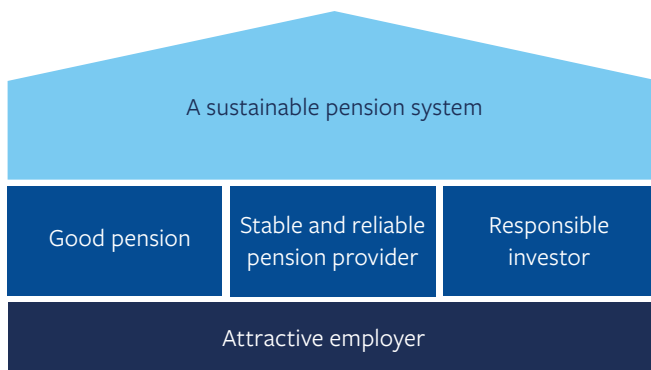 A sustainable pension system
Good pension
Stable and reliable
pension provider
Responsible
investor
Attractive employer